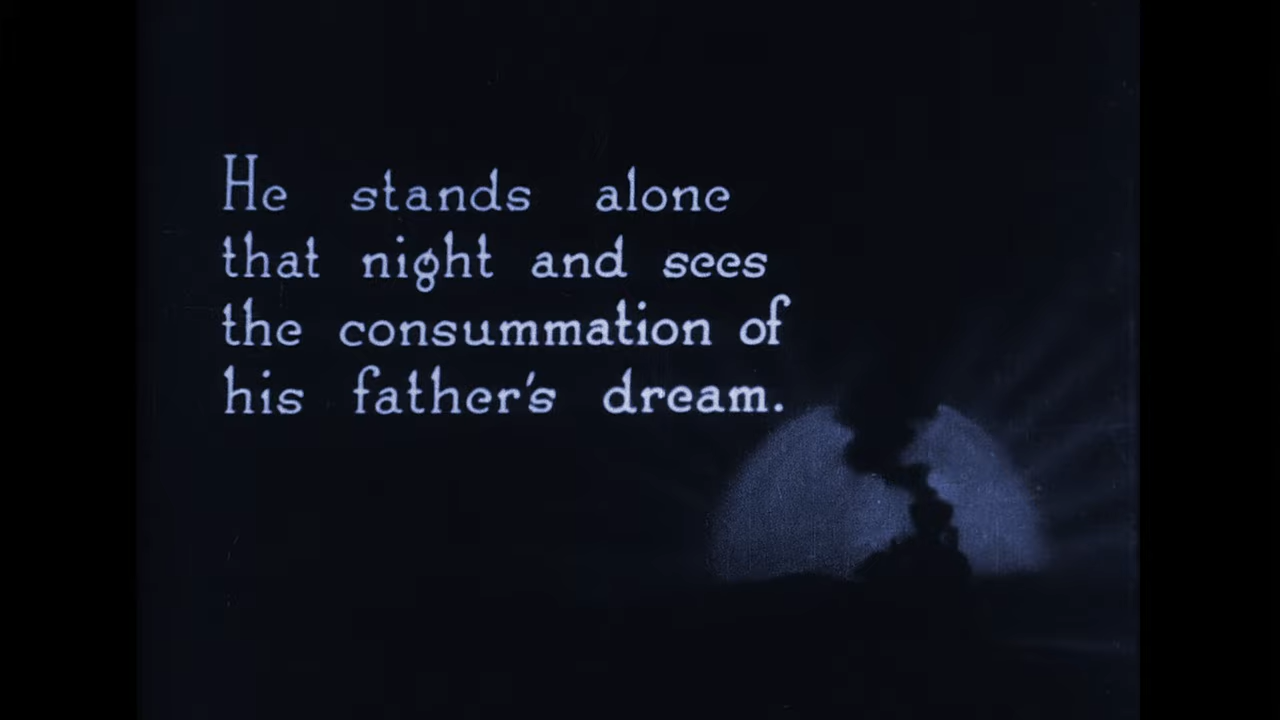 He stands alone
that night and sees
the consummation of
his father's dream.